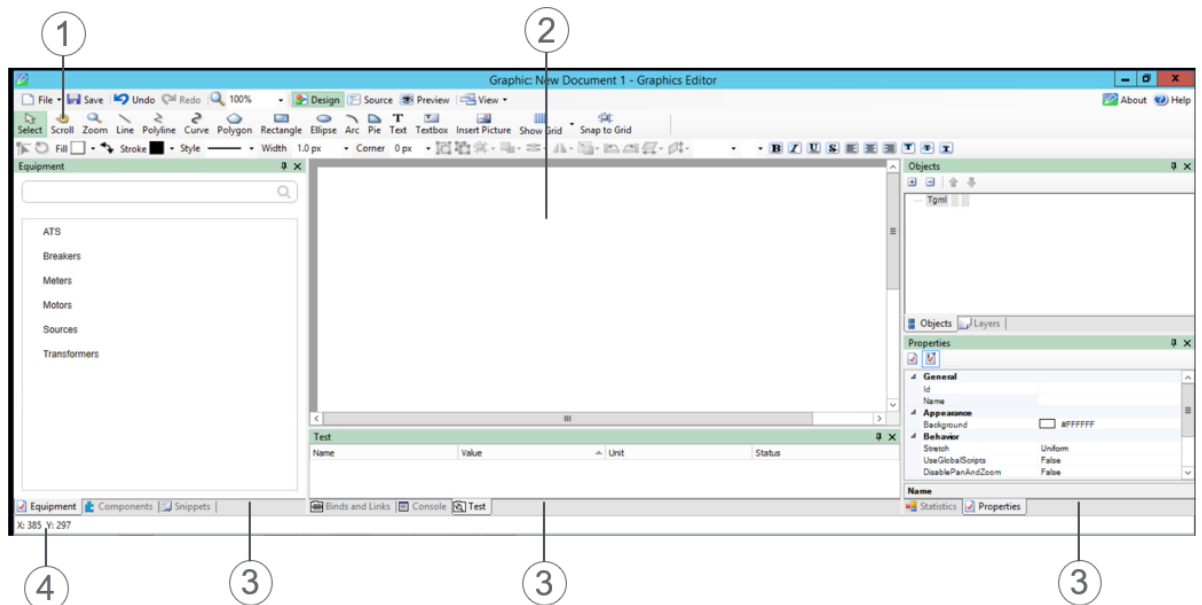 1
2
Graphic: New Document 1 - Graphics Editor
File Save Undo Redo 100% Design Source Preview View About Help
Select Scroll Zoom Line Polyline Curve Polygon Rectangle Ellipse Arc Pie Text Textbox Insert Picture Show Grid Snap to Grid
Fill Stroke Style Width 1.0 px Corner 0 px B I U S T T T
Equipment
Objects
Tgml
ATS
Breakers
Meters
Motors
Sources
Transformers
Objects Layers
Properties
General
Id
Name
Appearance
Background #FFFFFF
Behavior
Stretch Uniform
UseGlobalScripts False
DisablePanAndZoom False
Name
Test
Name Value Unit Status
Equipment Components Snippets
Binds and Links Console Test
Statistics Properties
X: 385 Y: 297
4
3
3
3